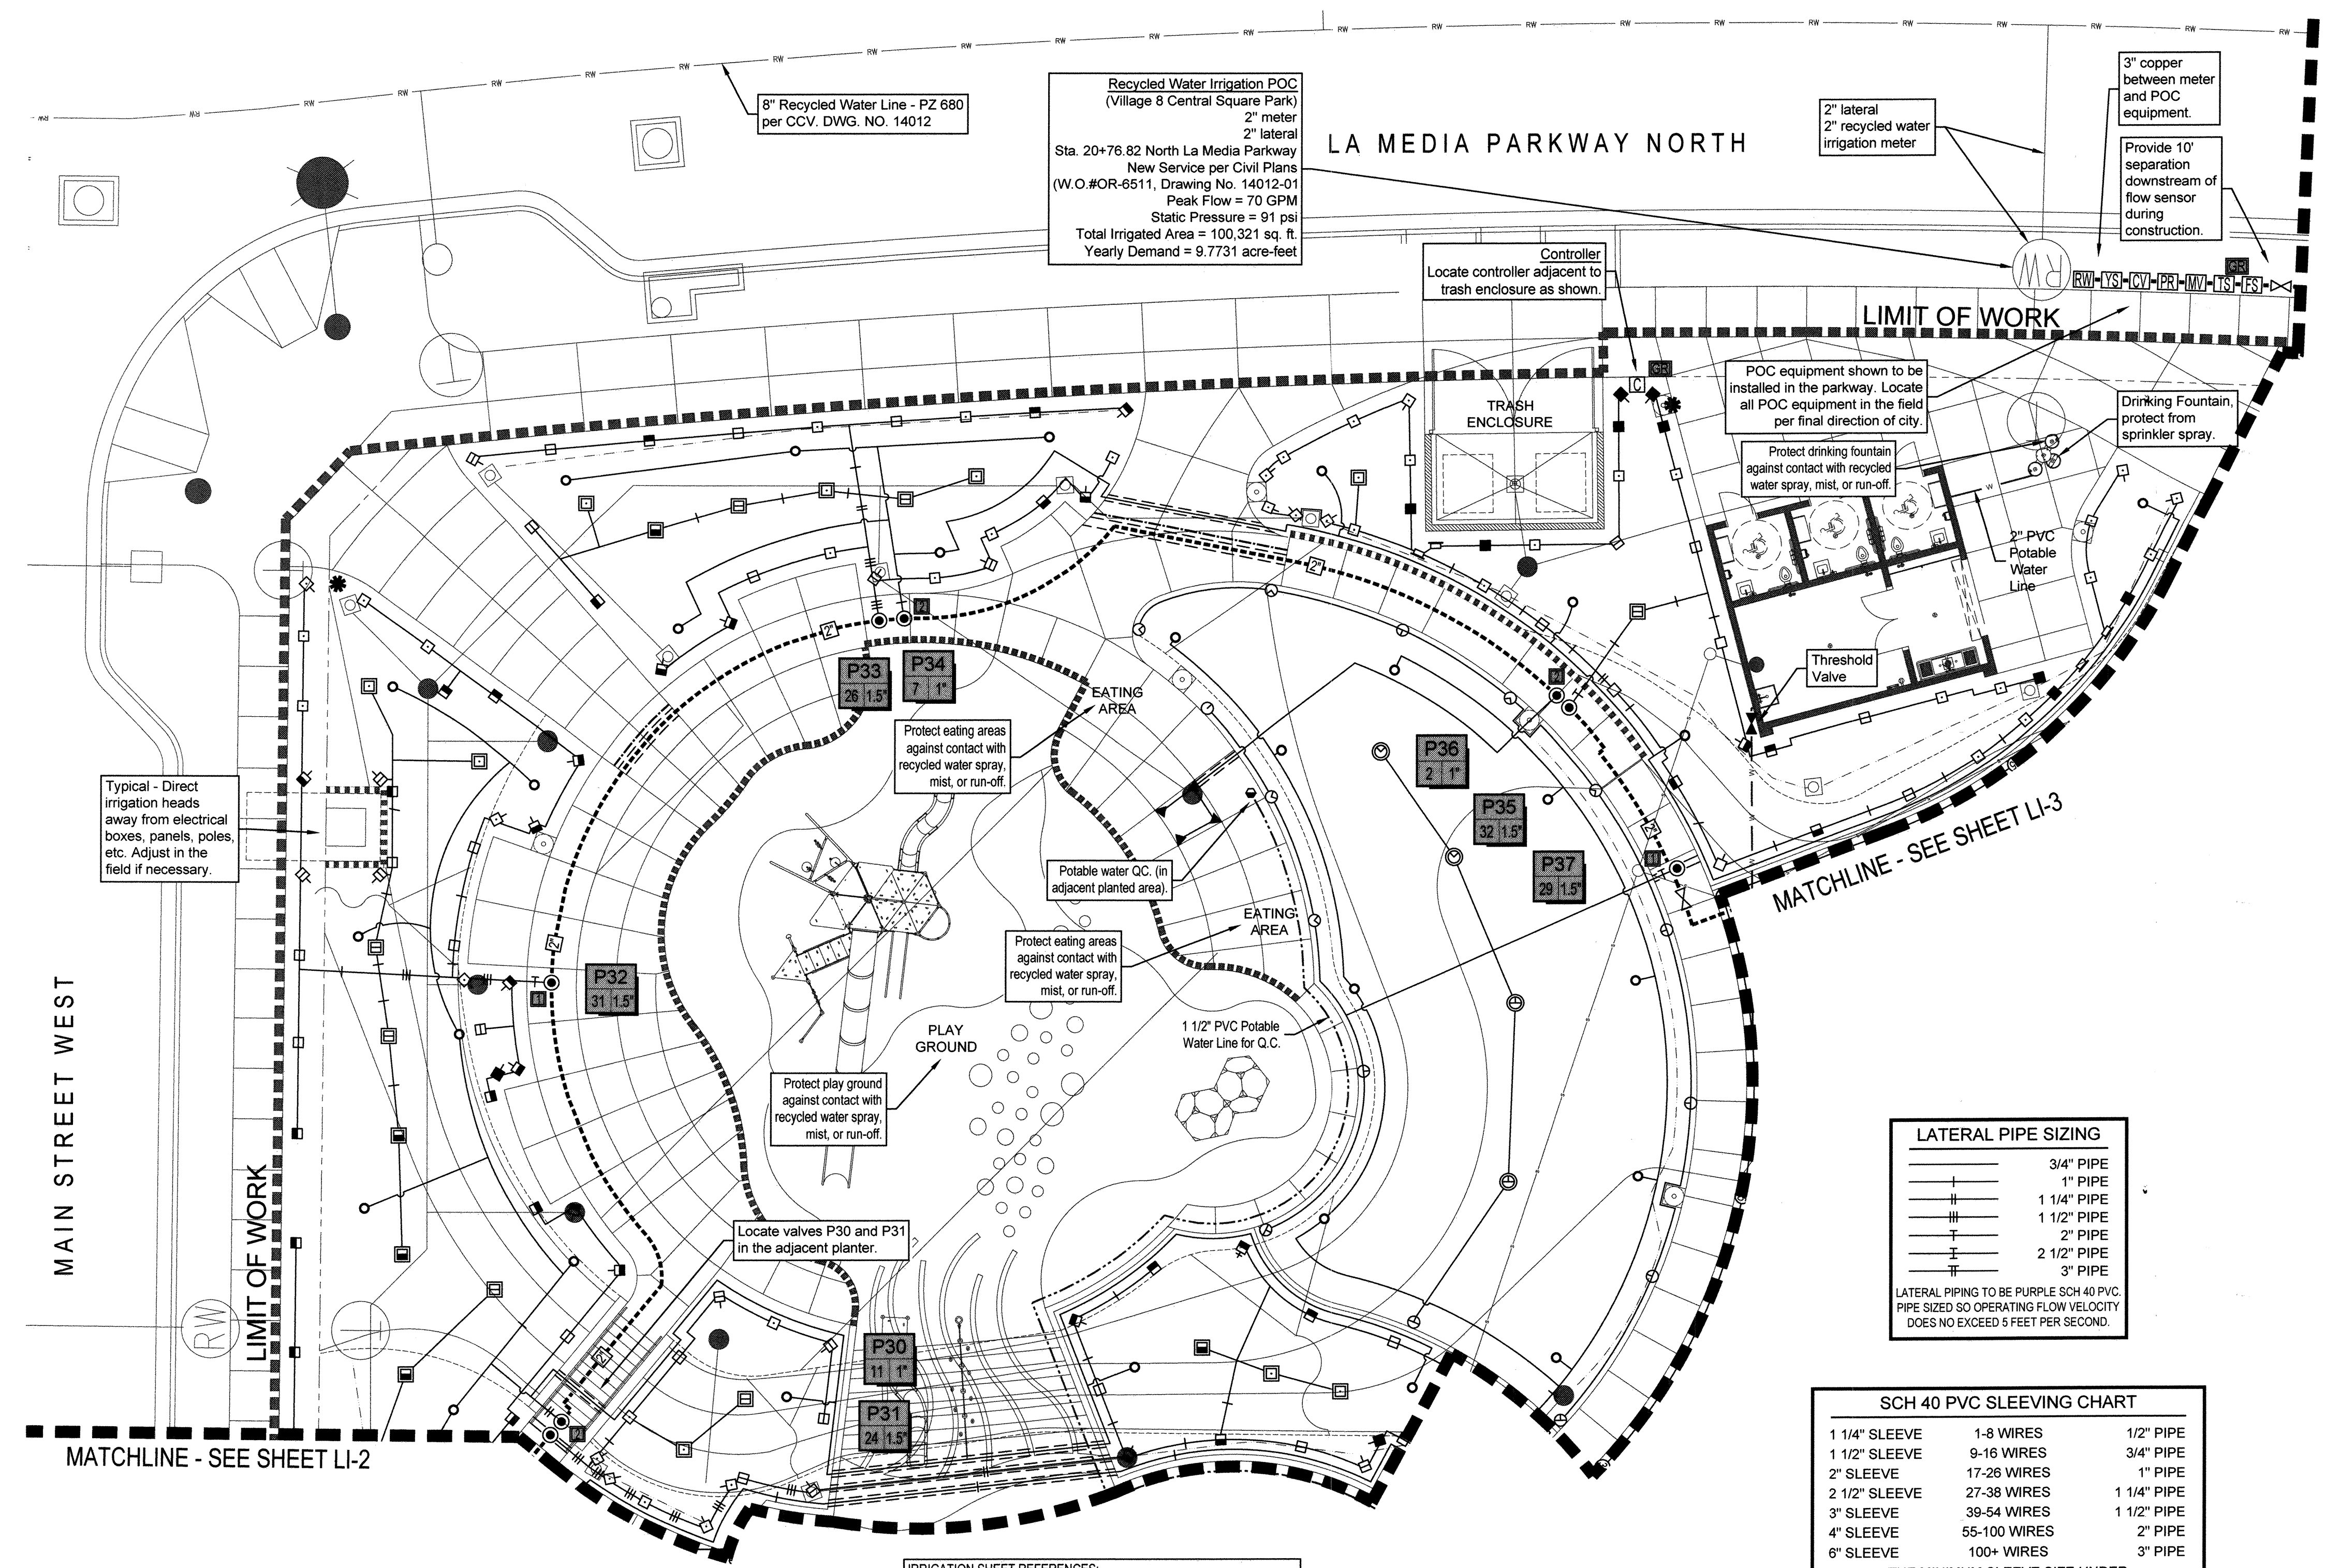 8" Recycled Water Line - PZ 680
per CCV. DWG. NO. 14012
Recycled Water Irrigation POC
(Village 8 Central Square Park)
2" meter
2" lateral
Sta. 20+76.82 North La Media Parkway
New Service per Civil Plans
(W.O.#OR-6511, Drawing No. 14012-01
Peak Flow = 70 GPM
Static Pressure = 91 psi
Total Irrigated Area = 100,321 sq. ft.
Yearly Demand = 9.7731 acre-feet
LA MEDIA PARKWAY NORTH
2" lateral
2" recycled water
irrigation meter
3" copper
between meter
and POC
equipment.
Provide 10'
separation
downstream of
flow sensor
during
construction.
Controller
Locate controller adjacent to
trash enclosure as shown.
RW
GR
RW YS CV PR MV TS FS
LIMIT OF WORK
C
GR
POC equipment shown to be
installed in the parkway. Locate
all POC equipment in the field
per final direction of city.
Drinking Fountain,
protect from
sprinkler spray.
Protect drinking fountain
against contact with recycled
water spray, mist, or run-off.
TRASH
ENCLOSURE
2" PVC
Potable
Water
Line
Threshold
Valve
2"
2"
P33
26 1.5"
P34
7 1"
EATING
AREA
Protect eating areas
against contact with
recycled water spray,
mist, or run-off.
P36
2 1"
P35
32 1.5"
P37
29 1.5"
2"
Typical - Direct
irrigation heads
away from electrical
boxes, panels, poles,
etc. Adjust in the
field if necessary.
Potable water QC. (in
adjacent planted area).
MATCHLINE - SEE SHEET LI-3
EATING
AREA
Protect eating areas
against contact with
recycled water spray,
mist, or run-off.
2"
P32
31 1.5"
MAIN STREET WEST
PLAY
GROUND
1 1/2" PVC Potable
Water Line for Q.C.
Protect play ground
against contact with
recycled water spray,
mist, or run-off.
LIMIT OF WORK
RW
Locate valves P30 and P31
in the adjacent planter.
2"
P30
11 1"
P31
24 1.5"
MATCHLINE - SEE SHEET LI-2
LATERAL PIPE SIZING
3/4" PIPE
1" PIPE
1 1/4" PIPE
1 1/2" PIPE
2" PIPE
2 1/2" PIPE
3" PIPE
LATERAL PIPING TO BE PURPLE SCH 40 PVC.
PIPE SIZED SO OPERATING FLOW VELOCITY
DOES NO EXCEED 5 FEET PER SECOND.
SCH 40 PVC SLEEVING CHART
1 1/4" SLEEVE 1-8 WIRES 1/2" PIPE
1 1/2" SLEEVE 9-16 WIRES 3/4" PIPE
2" SLEEVE 17-26 WIRES 1" PIPE
2 1/2" SLEEVE 27-38 WIRES 1 1/4" PIPE
3" SLEEVE 39-54 WIRES 1 1/2" PIPE
4" SLEEVE 55-100 WIRES 2" PIPE
6" SLEEVE 100+ WIRES 3" PIPE
IRRIGATION SHEET REFERENCES: